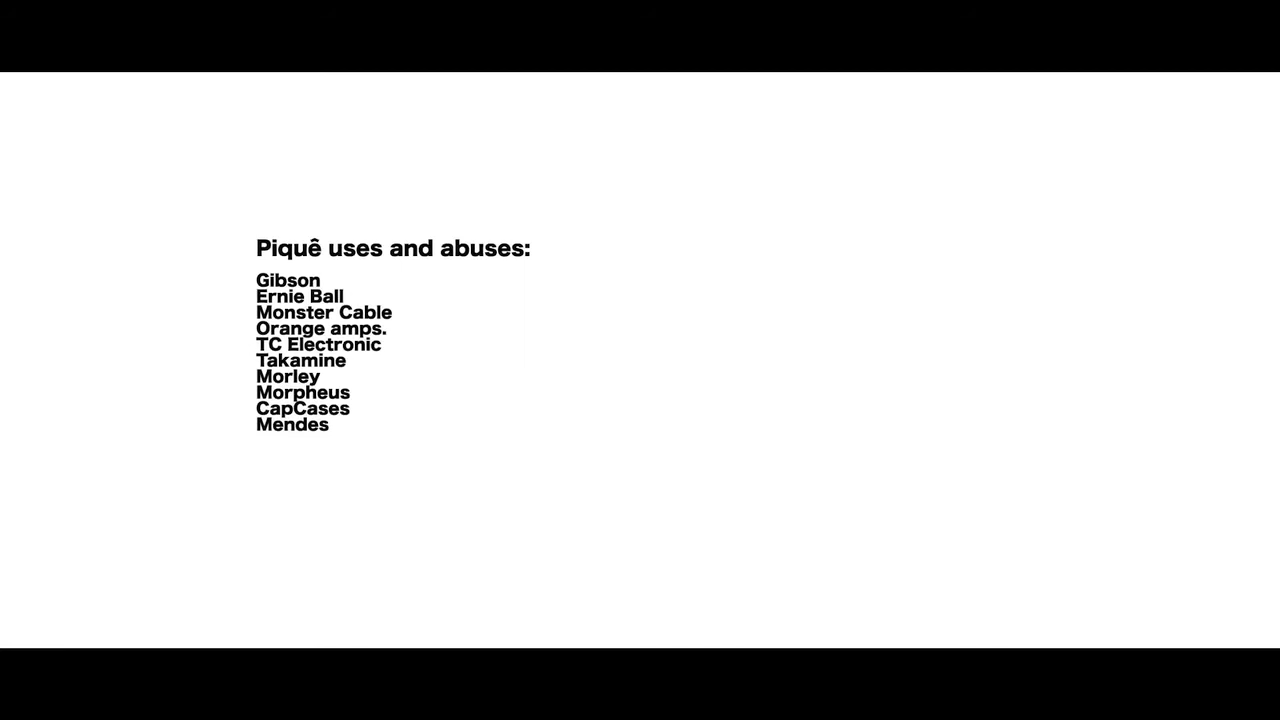 Piquê uses and abuses:
Gibson
Ernie Ball
Monster Cable
Orange amps.
TC Electronic
Takamine
Morley
Morpheus
CapCases
Mendes